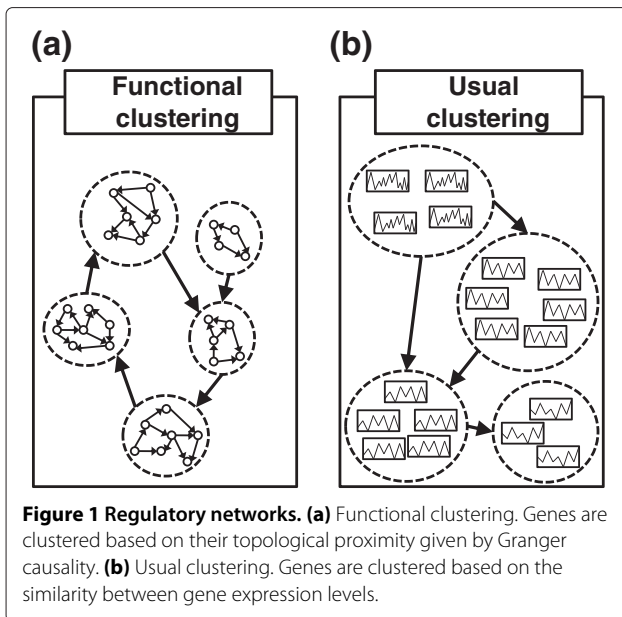 (a)
Functional
clustering
(b)
Usual
clustering
Figure 1 Regulatory networks. (a) Functional clustering. Genes are
clustered based on their topological proximity given by Granger
causality. (b) Usual clustering. Genes are clustered based on the
similarity between gene expression levels.